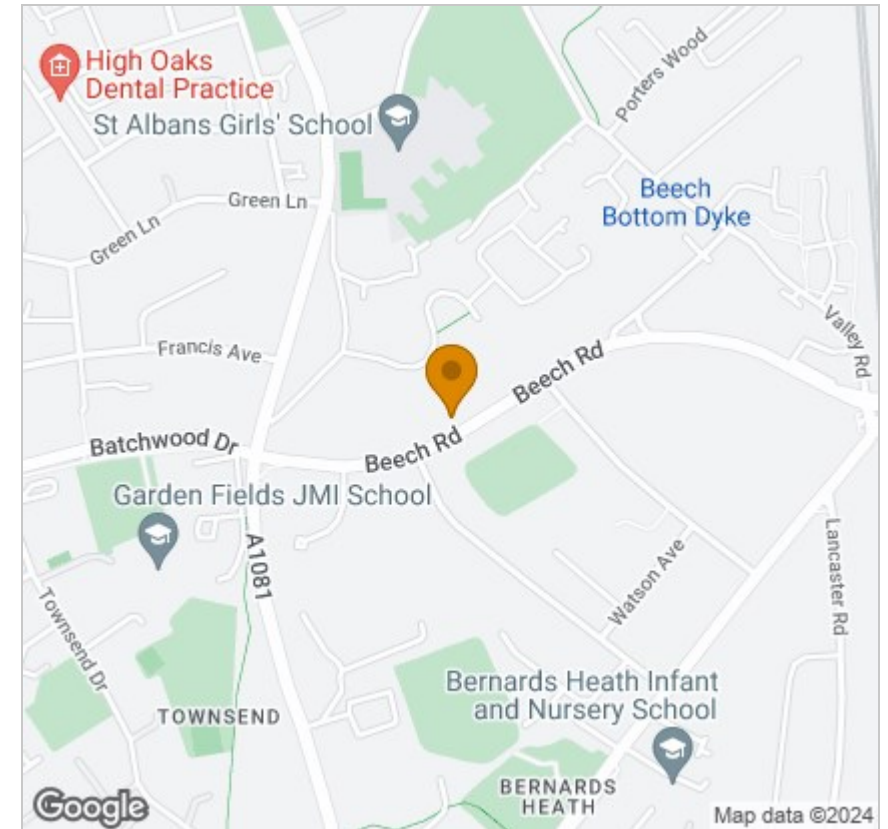 High Oaks
Dental Practice
St Albans Girls' School
Porters Wood
Green Ln
Green Ln
Beech
Bottom Dyke
Valley Rd
Francis Ave
Beech Rd
Batchwood Dr
Beech Rd
Garden Fields JMI School
A1081
Lancaster Rd
Watson Ave
Townsend Dr
Bernards Heath Infant
and Nursery School
TOWNSEND
BERNARDS
HEATH
Google
Map data ©2024